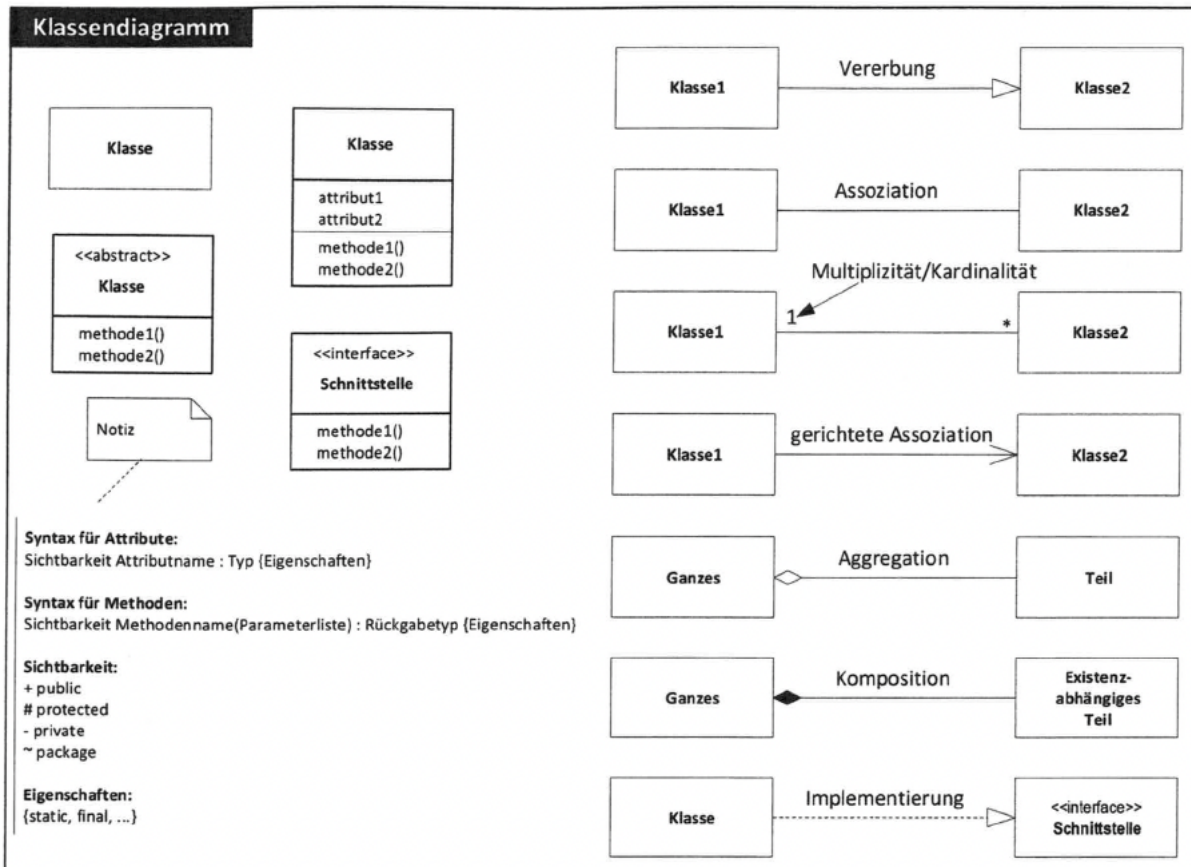 Klassendiagramm
Klasse
Klasse
attribut1
attribut2
methode1()
methode2()
<<abstract>>
Klasse
methode1()
methode2()
<<interface>>
Schnittstelle
methode1()
methode2()
Notiz
Syntax für Attribute:
Sichtbarkeit Attributname : Typ {Eigenschaften}
Syntax für Methoden:
Sichtbarkeit Methodenname(Parameterliste) : Rückgabetyp {Eigenschaften}
Sichtbarkeit:
+ public
# protected
- private
~ package
Eigenschaften:
{static, final, ...}
Klasse1 Vererbung Klasse2
Klasse1 Assoziation Klasse2
Multiplizität/Kardinalität
Klasse1 1 * Klasse2
Klasse1 gerichtete Assoziation Klasse2
Ganzes Aggregation Teil
Ganzes Komposition Existenz-
abhängiges
Teil
Klasse Implementierung <<interface>>
Schnittstelle